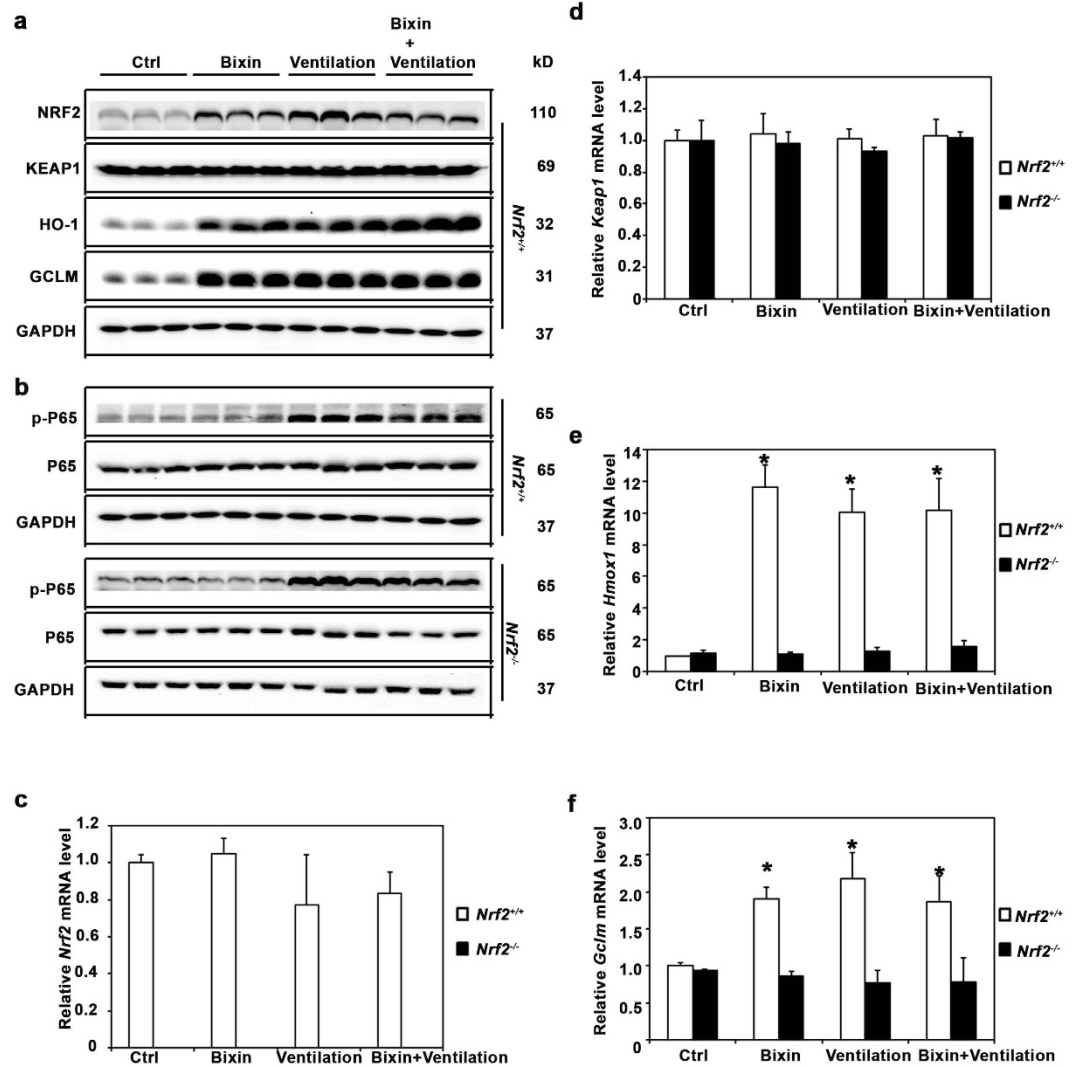 a
Ctrl Bixin Ventilation Bixin + Ventilation kD
NRF2 110
KEAP1 69
HO-1 32
GCLM 31
GAPDH 37
Nrf2+/+
b
p-P65 65
P65 65
GAPDH 37
Nrf2+/+
p-P65 65
P65 65
GAPDH 37
Nrf2-/-
c
Relative Nrf2 mRNA level
1.2
1.0
0.8
0.6
0.4
0.2
0
Ctrl Bixin Ventilation Bixin+Ventilation
Nrf2+/+
Nrf2-/-
d
Relative Keap1 mRNA level
1.4
1.2
1.0
0.8
0.6
0.4
0.2
0
Ctrl Bixin Ventilation Bixin+Ventilation
Nrf2+/+
Nrf2-/-
e
Relative Hmox1 mRNA level
14
12
10
8
6
4
2
0
* * *
Ctrl Bixin Ventilation Bixin+Ventilation
Nrf2+/+
Nrf2-/-
f
Relative Gclm mRNA level
3.0
2.5
2.0
1.5
1.0
0.5
0
* * *
Ctrl Bixin Ventilation Bixin+Ventilation
Nrf2+/+
Nrf2-/-